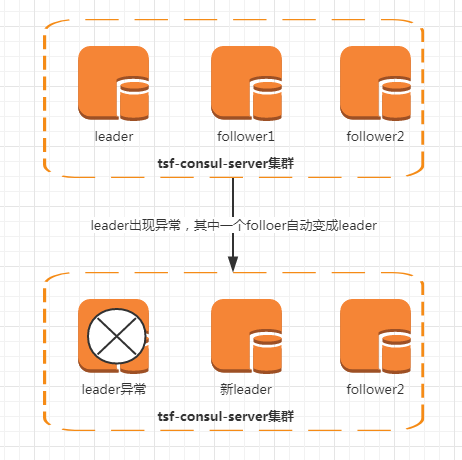 leader follower1 follower2
tsf-consul-server集群
leader出现异常，其中一个folloer自动变成leader
leader异常 新leader follower2
tsf-consul-server集群